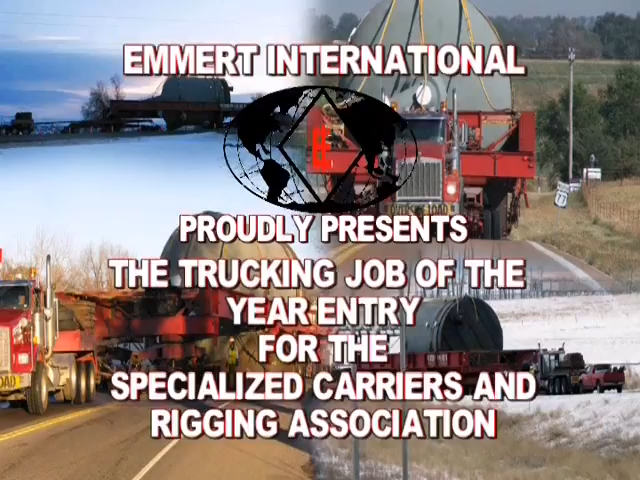 EMMERT INTERNATIONAL
E
PROUDLY PRESENTS
THE TRUCKING JOB OF THE
YEAR ENTRY
FOR THE
SPECIALIZED CARRIERS AND
RIGGING ASSOCIATION